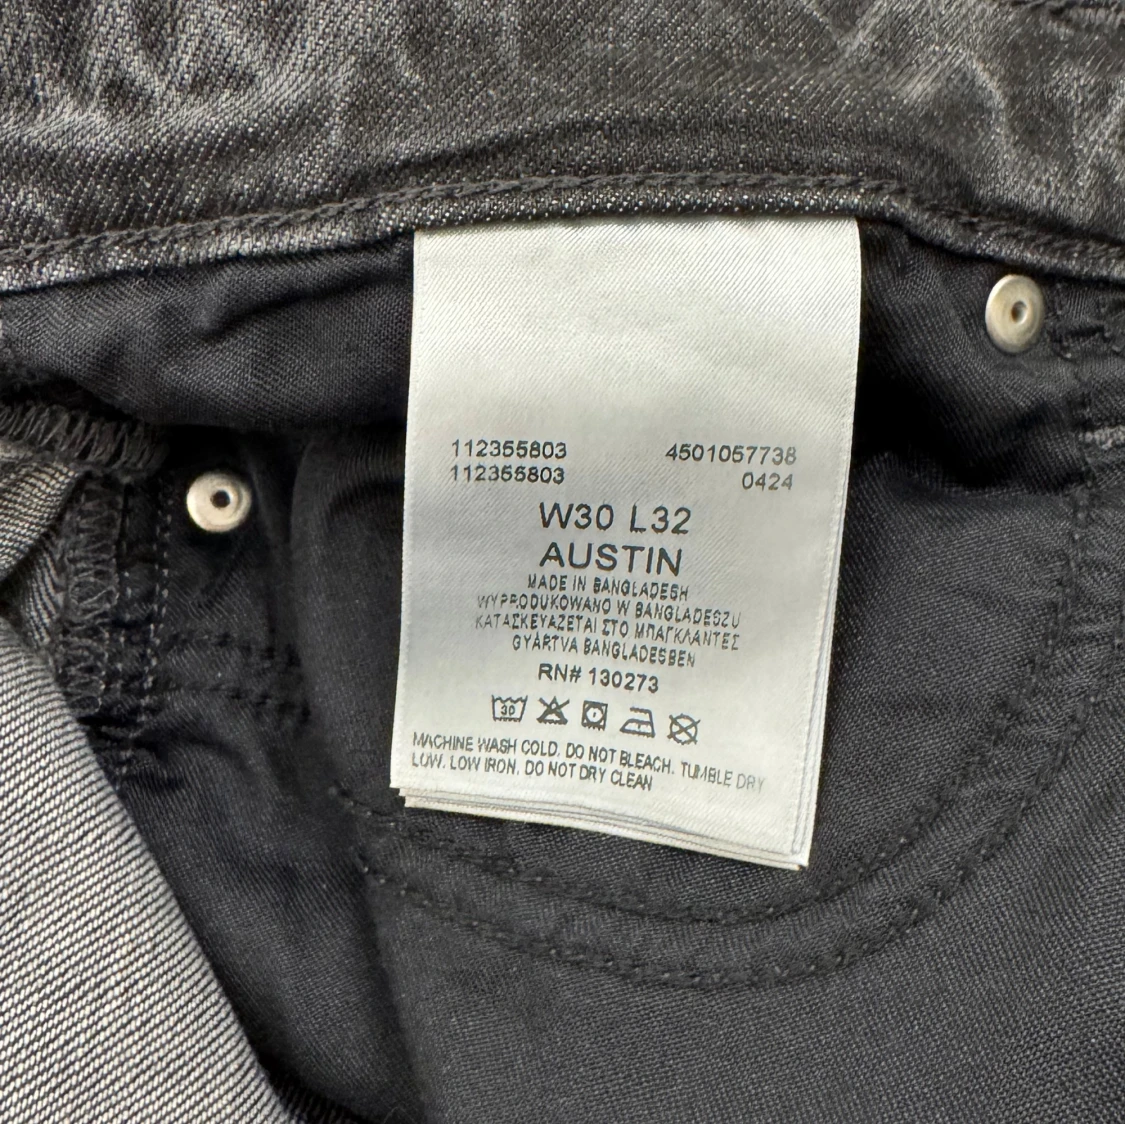 112355803 4501057738
112355803 0424
W30 L32
AUSTIN
MADE IN BANGLADESH
WYPRODUKOWANO W BANGLADESZU
ΚΑΤΑΣΚΕΥΑΖΕΤΑΙ ΣΤΟ ΜΠΑΓΚΛΑΝΤΕΣ
GYÁRTVA BANGLADESBEN
RN# 130273
30
MACHINE WASH COLD. DO NOT BLEACH. TUMBLE DRY
LOW. LOW IRON. DO NOT DRY CLEAN